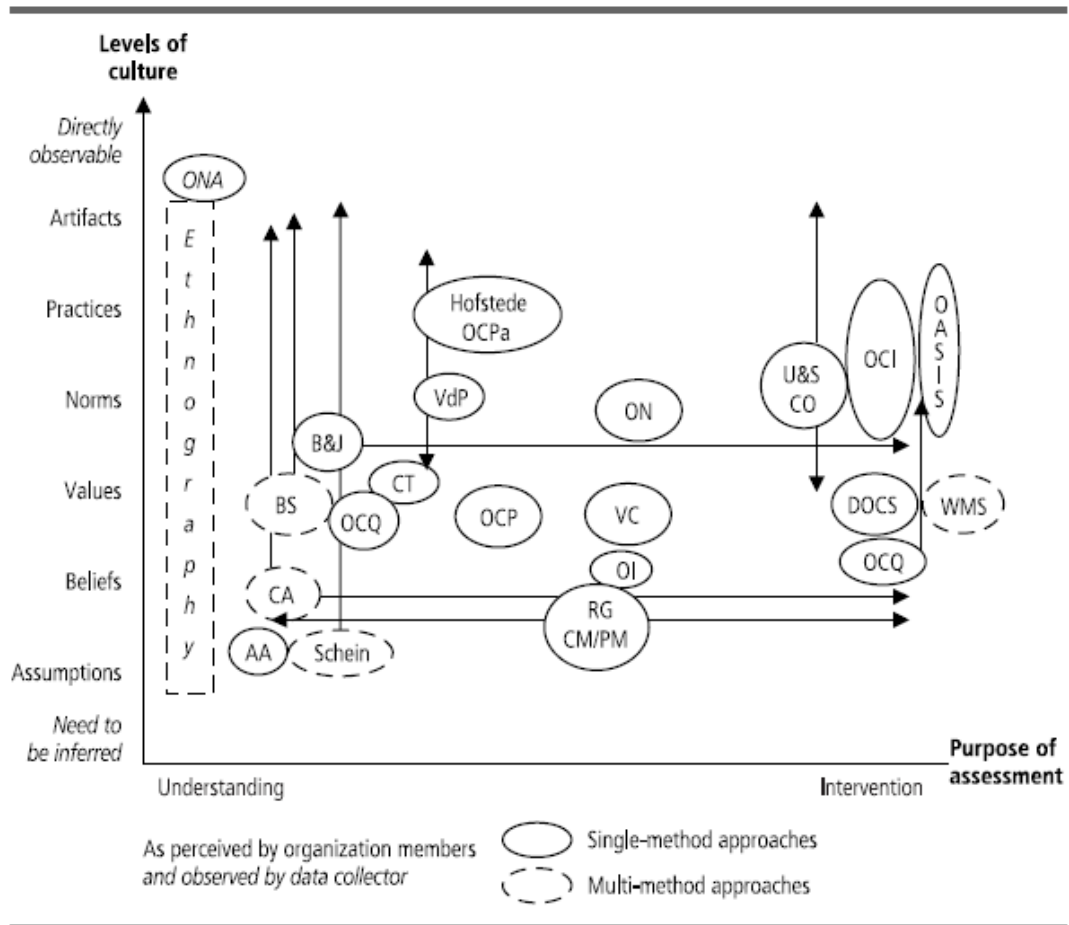 Levels of
culture
Directly
observable
ONA
Artifacts
Ethnography
Practices
Hofstede
OCPa
OCI
OASIS
U&S
CO
Norms
VdP
ON
B&J
Values
BS
CT
OCQ
OCP
VC
DOCS
WMS
OCQ
Beliefs
OI
CA
RG
CM/PM
AA
Schein
Assumptions
Need to
be inferred
Purpose of
assessment
Understanding
Intervention
As perceived by organization members
and observed by data collector
Single-method approaches
Multi-method approaches